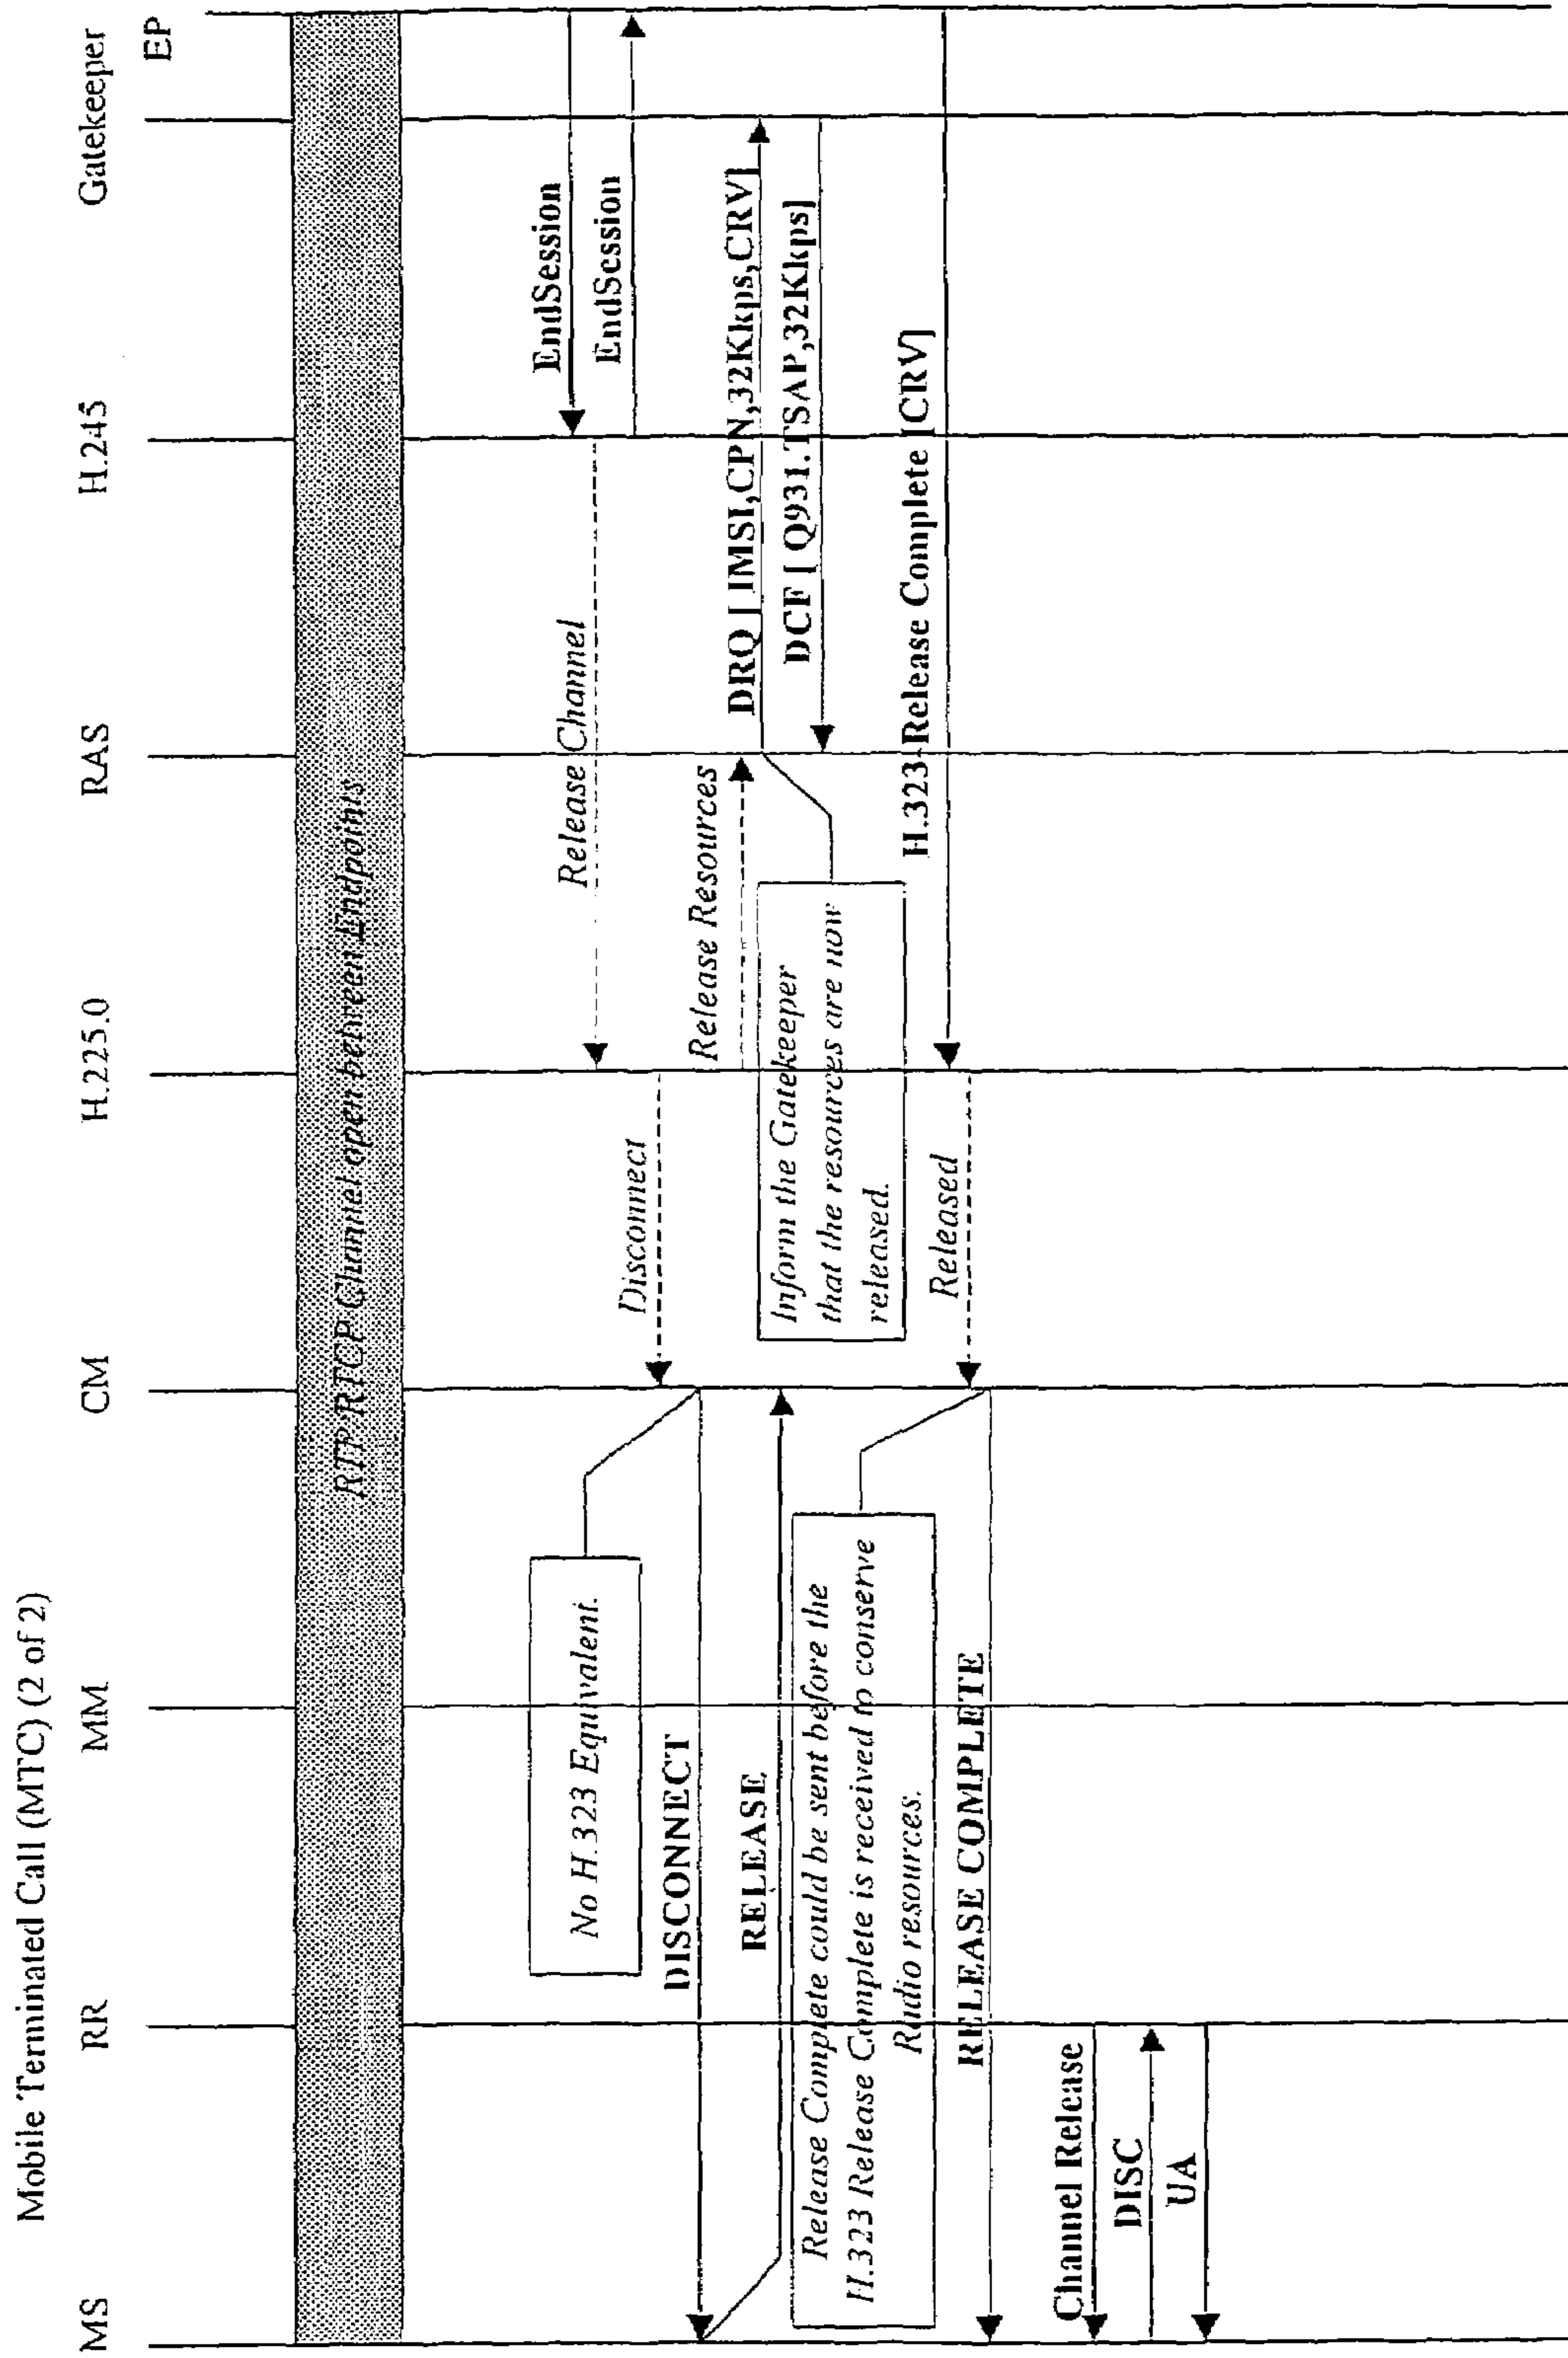 Mobile Terminated Call (MTC) (2 of 2)
MS
RR
MM
CM
H.225.0
RAS
H.245
Gatekeeper
EP
RTP/RTCP Channel open between Endpoints
EndSession
Release Channel
EndSession
No H.323 Equivalent.
Disconnect
DISCONNECT
Release Resources
DRQ [ IMSI,CPN,32Kkps,CRV]
RELEASE
DCF [ Q931.TSAP,32Kkps]
Inform the Gatekeeper
that the resources are now
released.
Release Complete could be sent before the
H.323 Release Complete is received to conserve
Radio resources.
H.323-Release Complete [CRV]
Released
RELEASE COMPLETE
Channel Release
DISC
UA